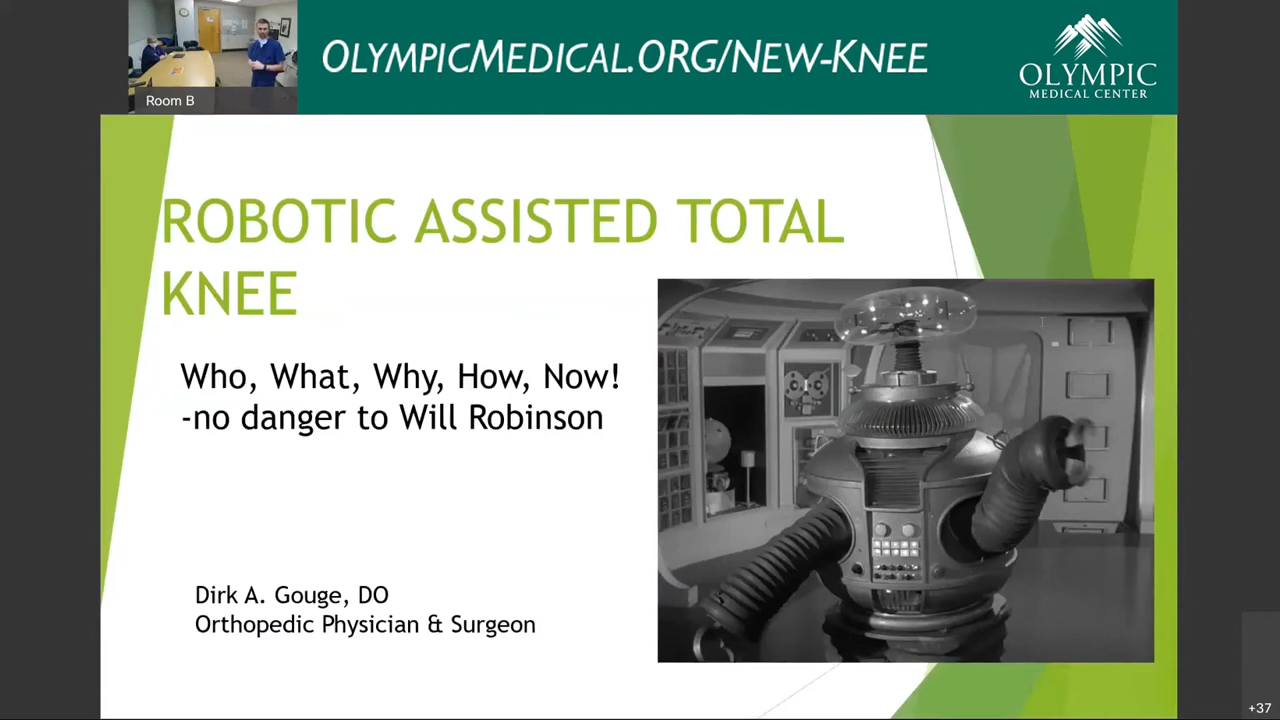 Room B
OLYMPICMEDICAL.ORG/NEW-KNEE
OLYMPIC
MEDICAL CENTER
ROBOTIC ASSISTED TOTAL
KNEE
Who, What, Why, How, Now!
-no danger to Will Robinson
Dirk A. Gouge, DO
Orthopedic Physician & Surgeon
+37